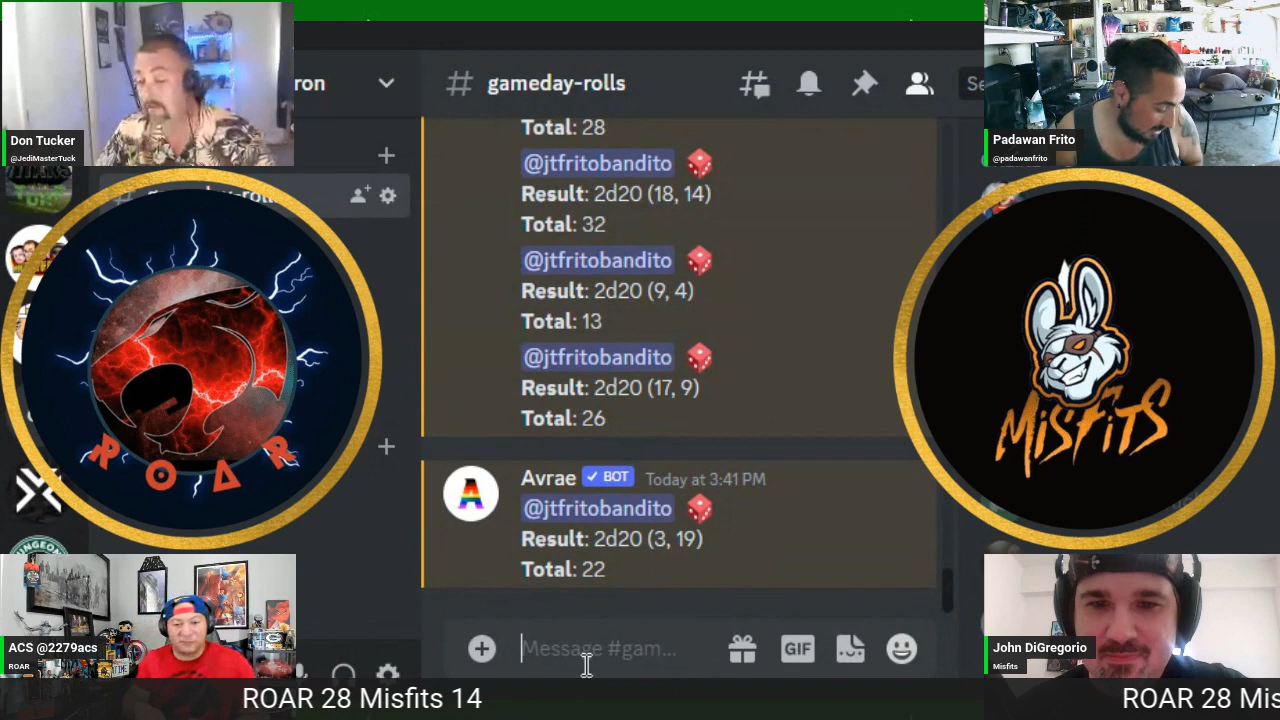 Don Tucker
@JediMasterTuck
ron
# gameday-rolls
Se
Padawan Frito
@padawanfrito
Total: 28
@jtfritobandito
Result: 2d20 (18, 14)
Total: 32
@jtfritobandito
Result: 2d20 (9, 4)
Total: 13
@jtfritobandito
Result: 2d20 (17, 9)
Total: 26
ROAR
MiSFiTS
A
Avrae ✓ BOT Today at 3:41 PM
@jtfritobandito
Result: 2d20 (3, 19)
Total: 22
ACS @2279acs
ROAR
Message #gam...
GIF
John DiGregorio
Misfits
ROAR 28 Misfits 14
ROAR 28 Mis